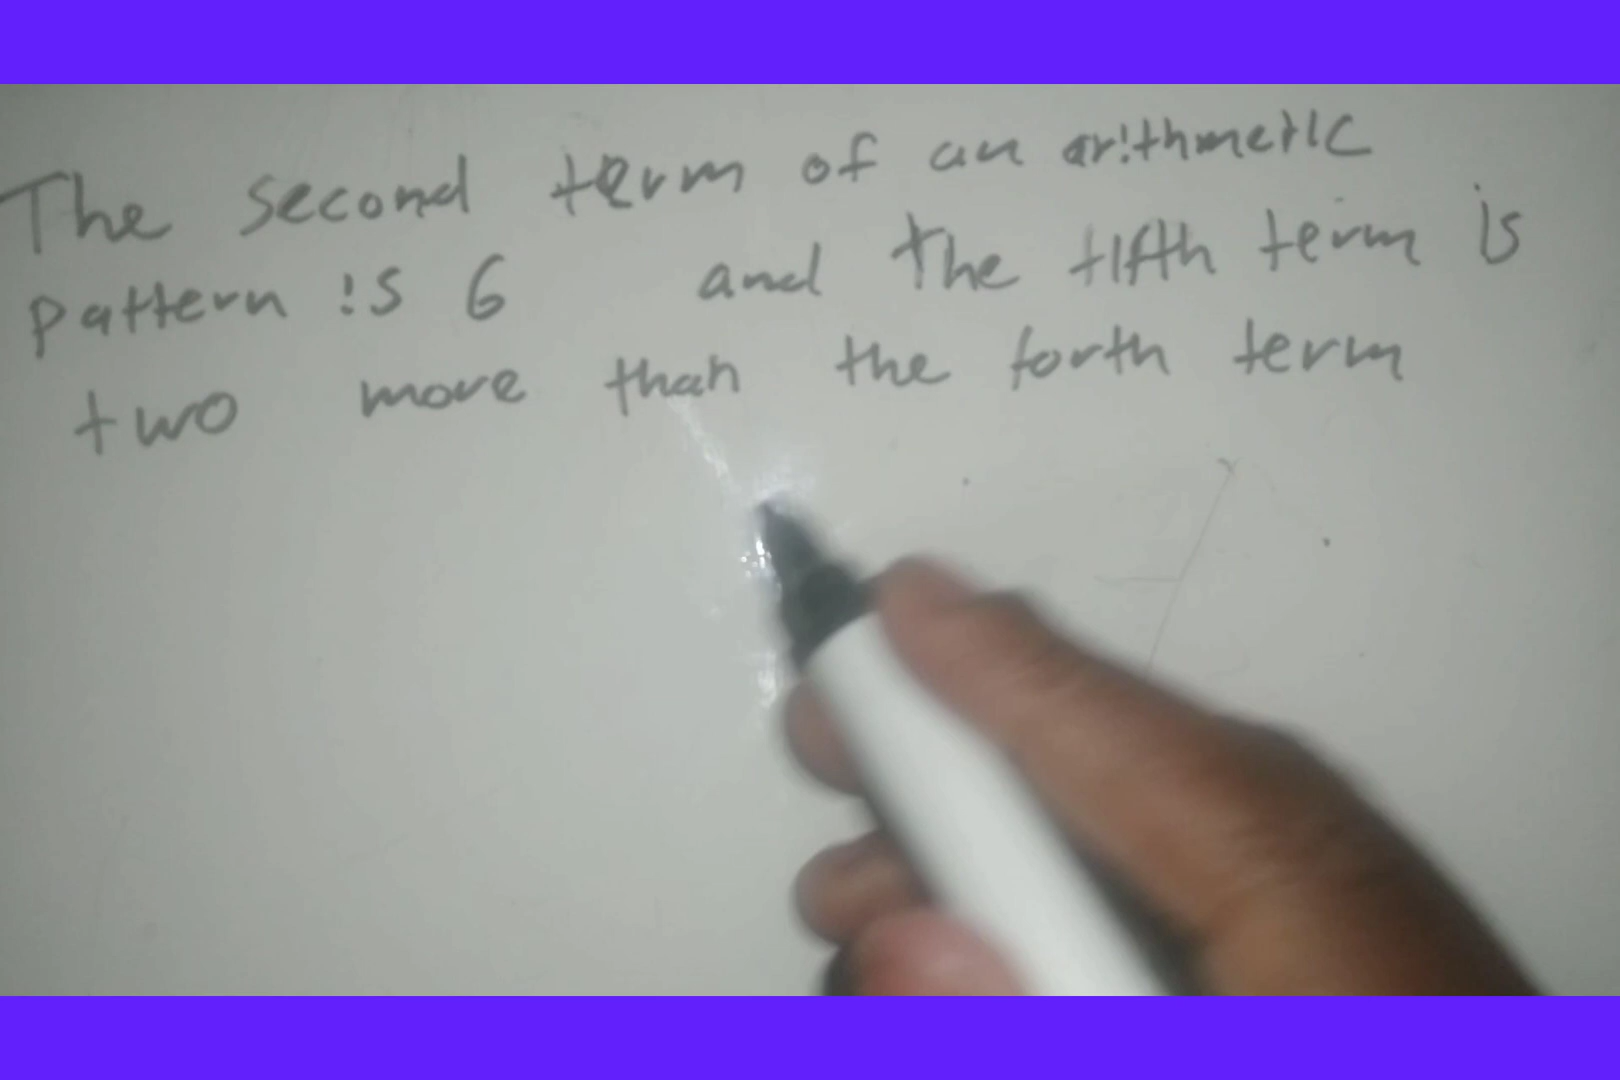 The second term of an arithmetic
pattern is 6 and the fifth term is
two more than the forth term